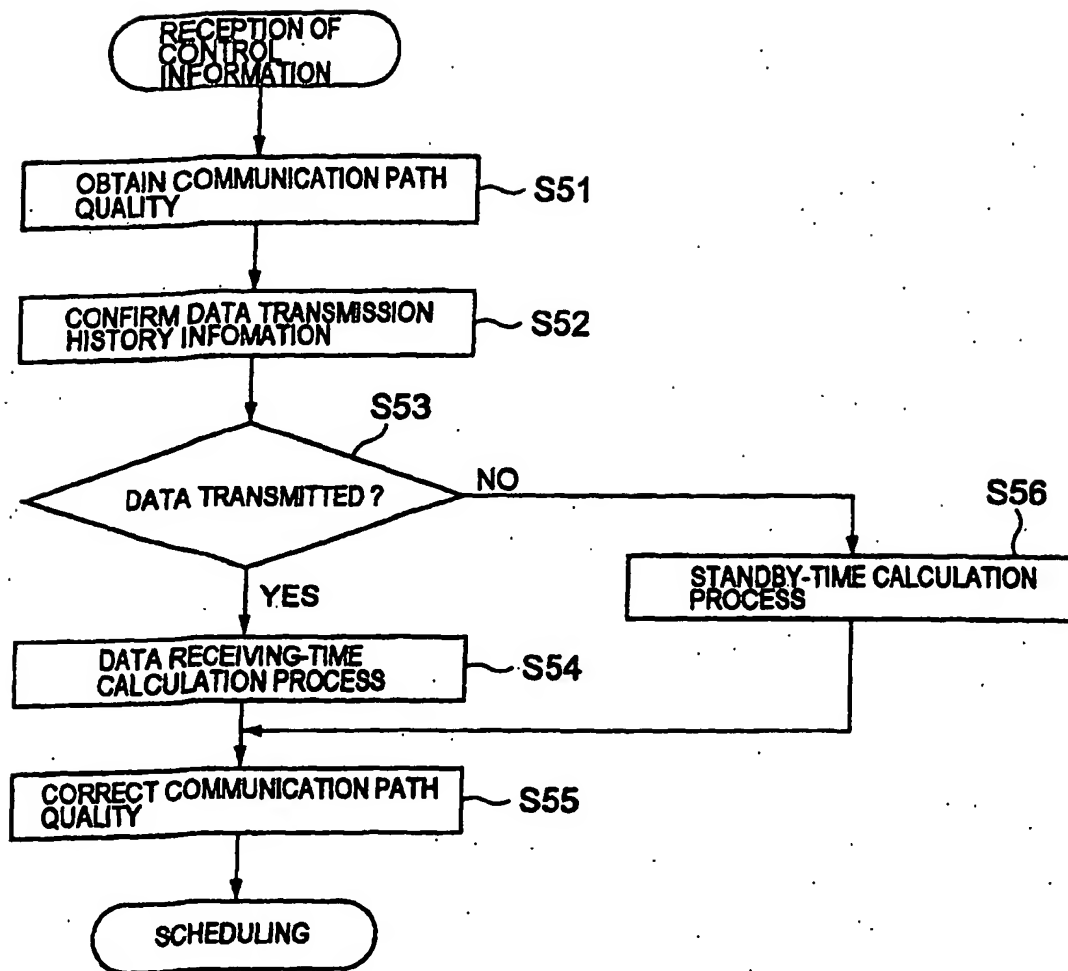 RECEPTION OF
CONTROL
INFORMATION
OBTAIN COMMUNICATION PATH
QUALITY
S51
CONFIRM DATA TRANSMISSION
HISTORY INFOMATION
S52
S53
DATA TRANSMITTED ?
NO
S56
STANDBY-TIME CALCULATION
PROCESS
YES
DATA RECEIVING-TIME
CALCULATION PROCESS
S54
CORRECT COMMUNICATION PATH
QUALITY
S55
SCHEDULING